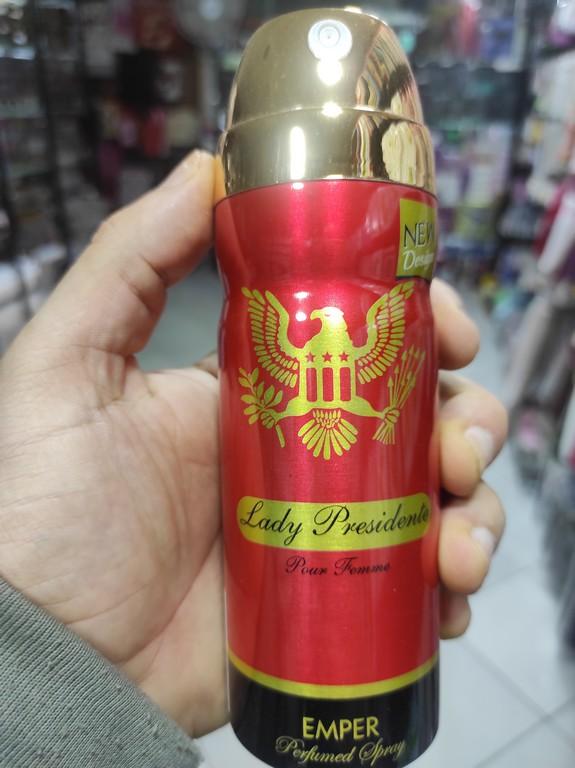 NEW
Design
Lady Presidente
Pour Femme
EMPER
Perfumed Spray